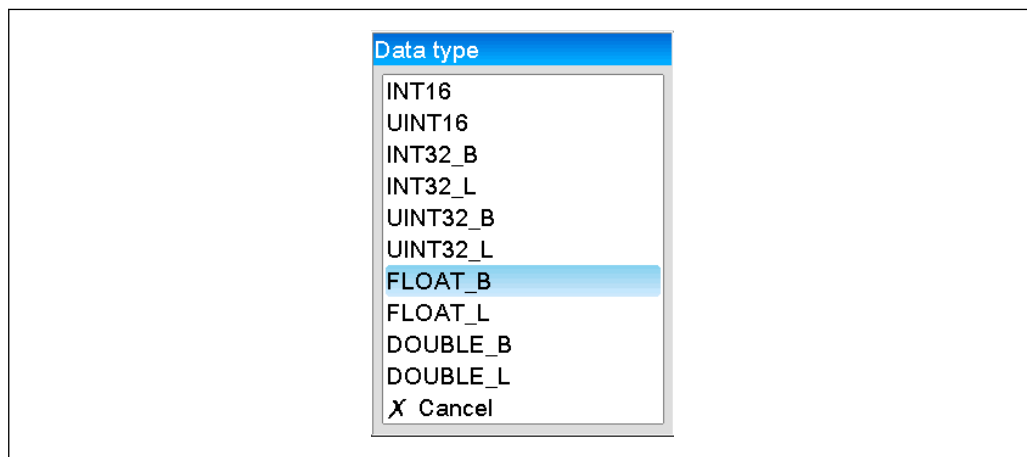 Data type
INT16
UINT16
INT32_B
INT32_L
UINT32_B
UINT32_L
FLOAT_B
FLOAT_L
DOUBLE_B
DOUBLE_L
X Cancel